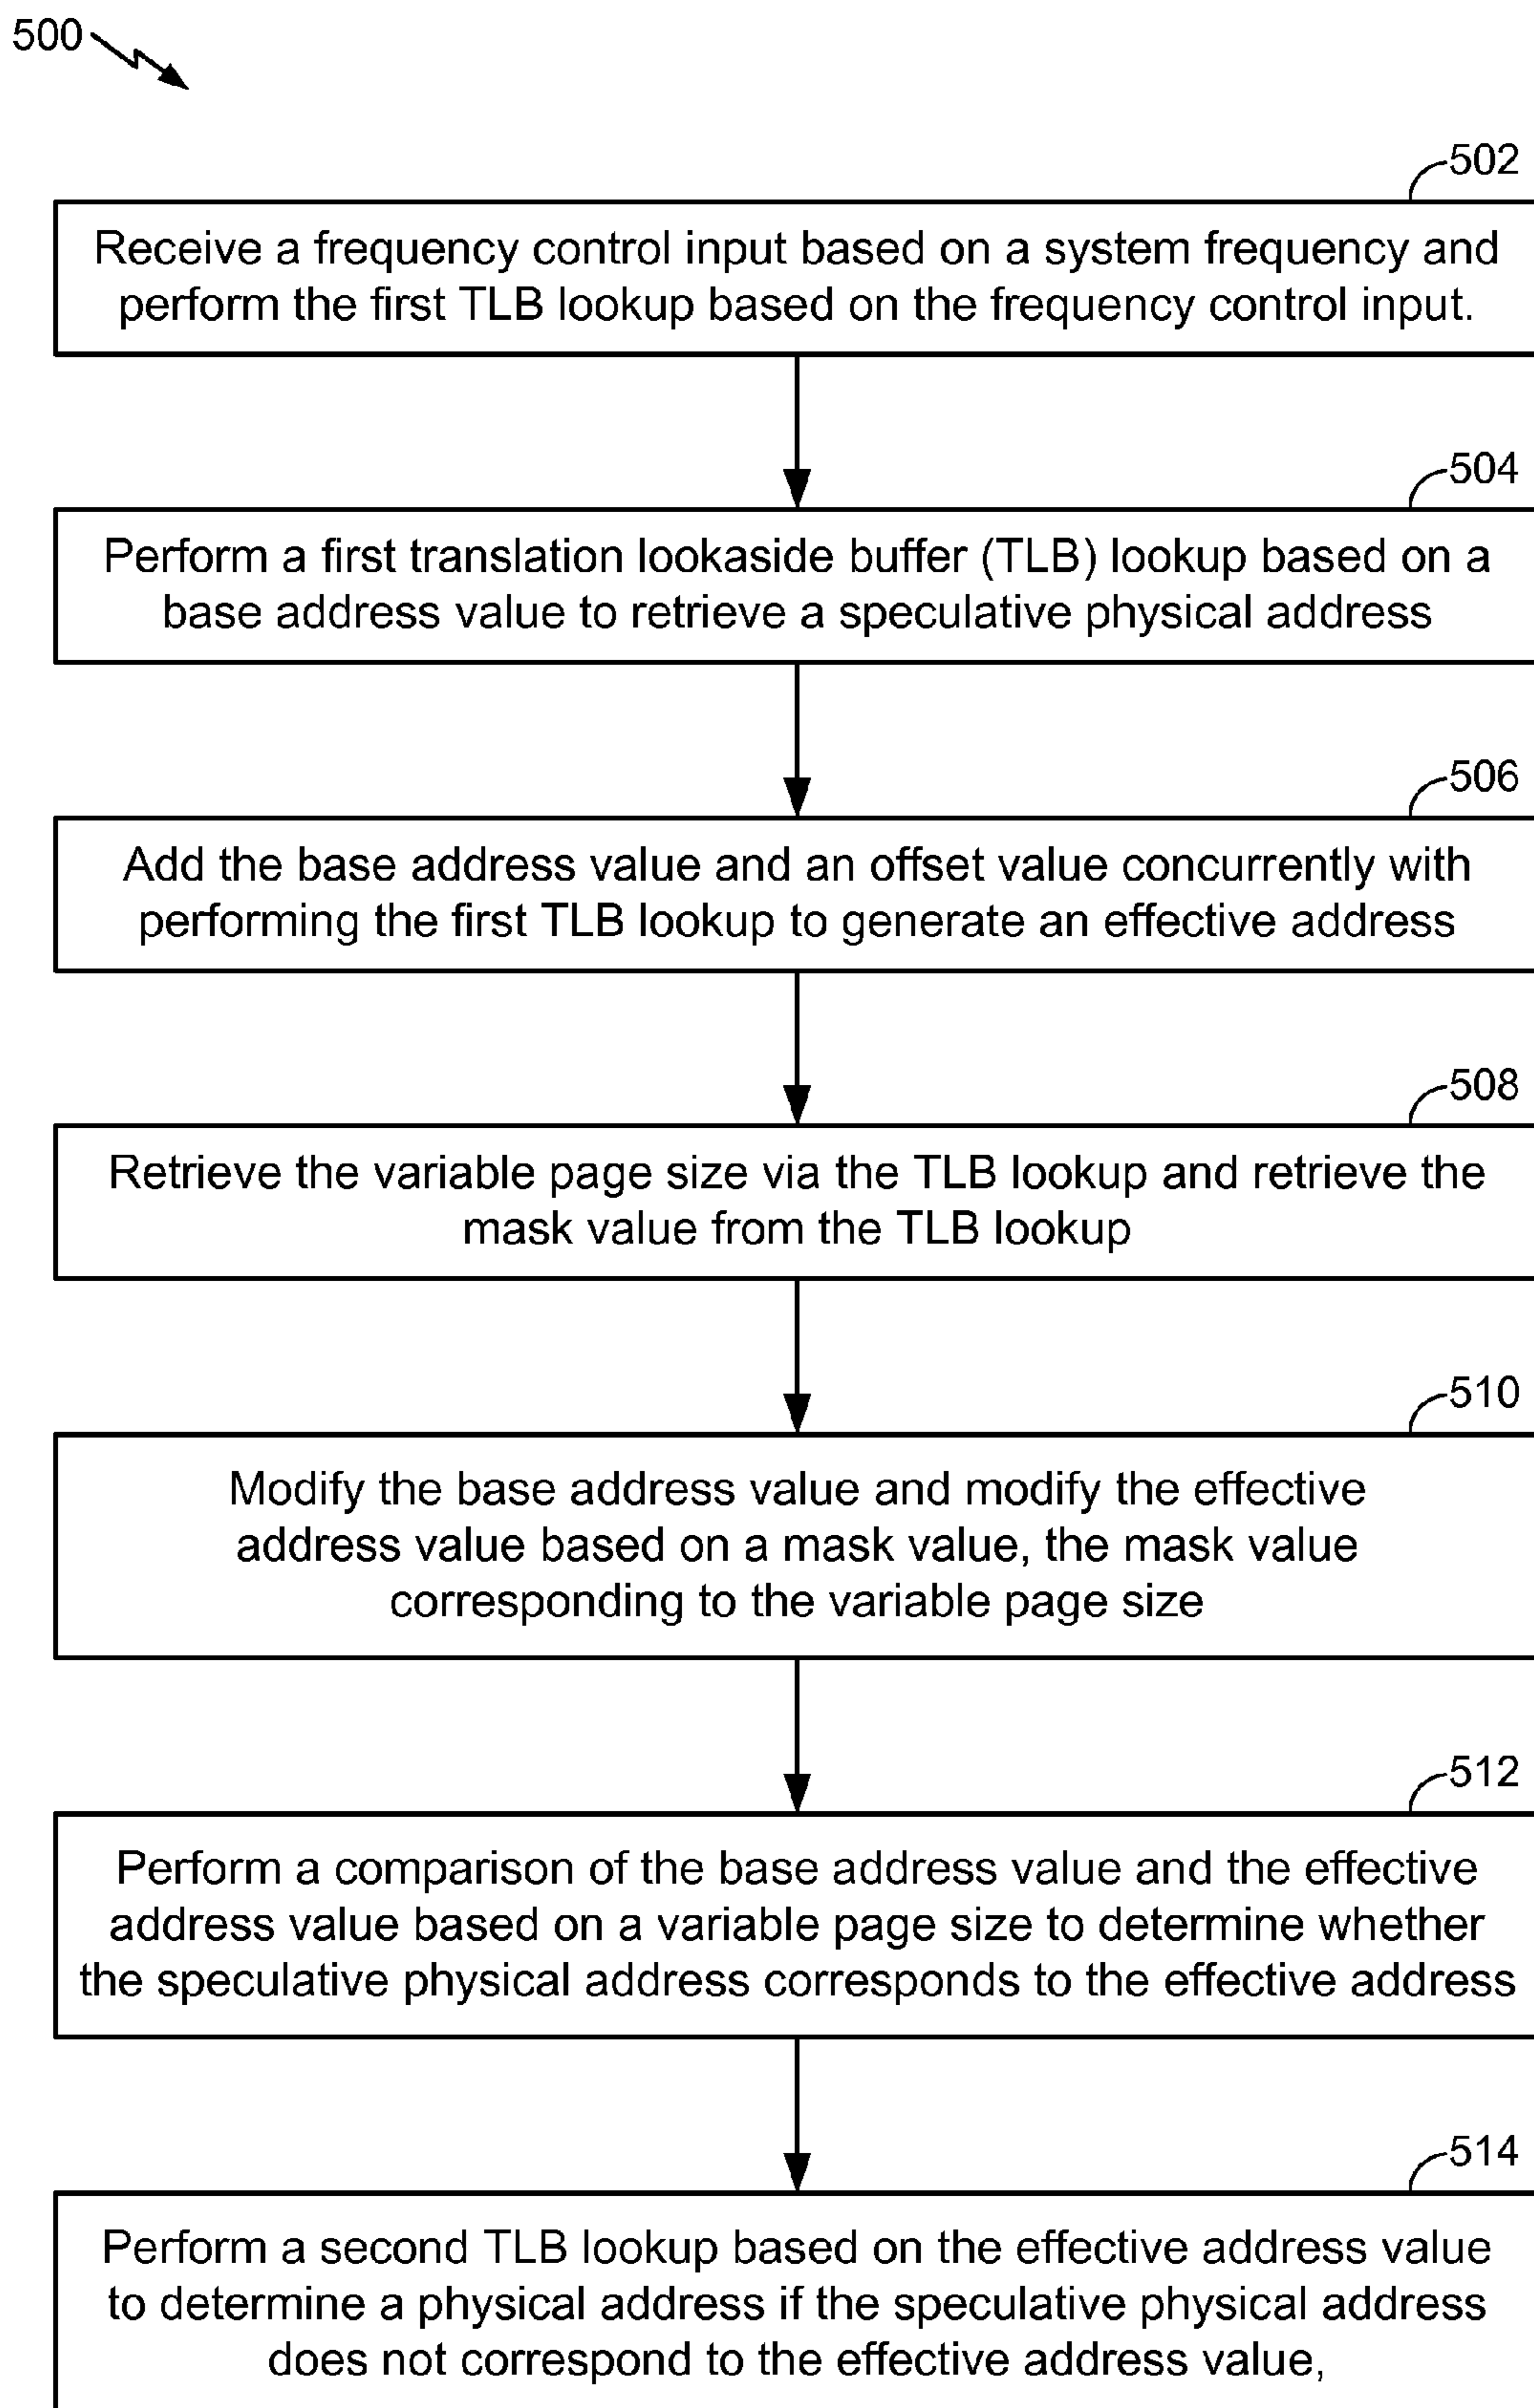 500
502
Receive a frequency control input based on a system frequency and
perform the first TLB lookup based on the frequency control input.
504
Perform a first translation lookaside buffer (TLB) lookup based on a
base address value to retrieve a speculative physical address
506
Add the base address value and an offset value concurrently with
performing the first TLB lookup to generate an effective address
508
Retrieve the variable page size via the TLB lookup and retrieve the
mask value from the TLB lookup
510
Modify the base address value and modify the effective
address value based on a mask value, the mask value
corresponding to the variable page size
512
Perform a comparison of the base address value and the effective
address value based on a variable page size to determine whether
the speculative physical address corresponds to the effective address
514
Perform a second TLB lookup based on the effective address value
to determine a physical address if the speculative physical address
does not correspond to the effective address value,